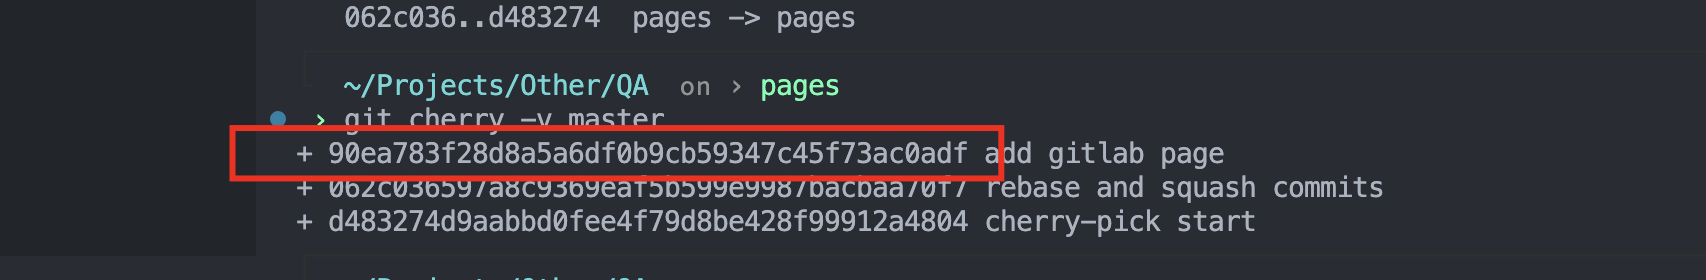 062c036..d483274  pages -> pages
~/Projects/Other/QA  on › pages
› git cherry -v master
+ 90ea783f28d8a5a6df0b9cb59347c45f73ac0adf add gitlab page
+ 062c036597a8c9369eaf5b599e9987bacbaa70f7 rebase and squash commits
+ d483274d9aabbd0fee4f79d8be428f99912a4804 cherry-pick start